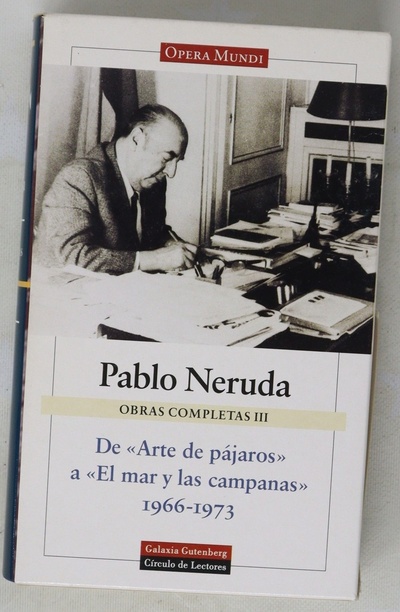 OPERA MUNDI
Pablo Neruda
OBRAS COMPLETAS III
De «Arte de pájaros»
a «El mar y las campanas»
1966-1973
Galaxia Gutenberg
Círculo de Lectores